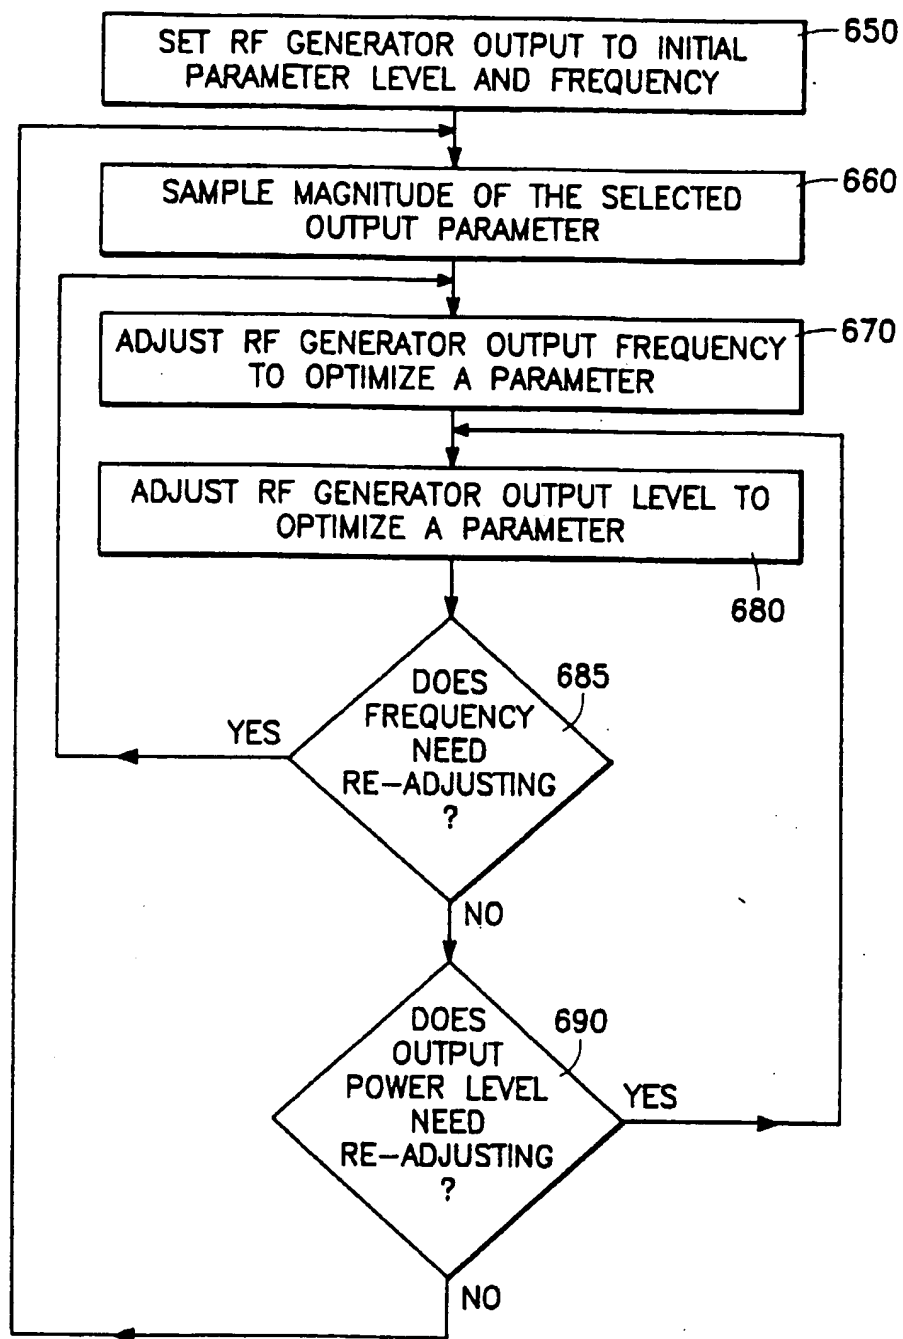 SET RF GENERATOR OUTPUT TO INITIAL
PARAMETER LEVEL AND FREQUENCY
650
SAMPLE MAGNITUDE OF THE SELECTED
OUTPUT PARAMETER
660
ADJUST RF GENERATOR OUTPUT FREQUENCY
TO OPTIMIZE A PARAMETER
670
ADJUST RF GENERATOR OUTPUT LEVEL TO
OPTIMIZE A PARAMETER
680
DOES
FREQUENCY
NEED
RE-ADJUSTING
?
685
YES
NO
DOES
OUTPUT
POWER LEVEL
NEED
RE-ADJUSTING
?
690
YES
NO